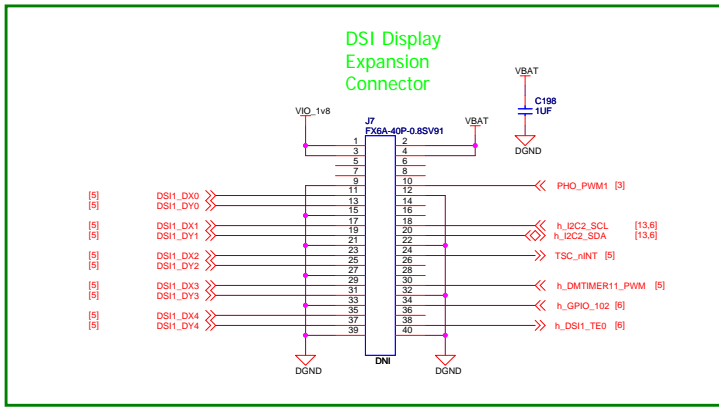 DSI Display
Expansion
Connector
VBAT
C198
1UF
DGND
VIO_1v8
J7
FX6A-40P-0.8SV91
VBAT
1 2
3 4
5 6
7 8
9 10 PHO_PWM1 [3]
[5] DSI1_DX0 11 12
[5] DSI1_DY0 13 14
15 16
[5] DSI1_DX1 17 18 h_I2C2_SCL [13,6]
[5] DSI1_DY1 19 20 h_I2C2_SDA [13,6]
21 22
[5] DSI1_DX2 23 24 TSC_nINT [5]
[5] DSI1_DY2 25 26
27 28
[5] DSI1_DX3 29 30 h_DMTIMER11_PWM [5]
[5] DSI1_DY3 31 32
33 34 h_GPIO_102 [6]
[5] DSI1_DX4 35 36
[5] DSI1_DY4 37 38 h_DSI1_TE0 [6]
39 40
DGND DNI DGND